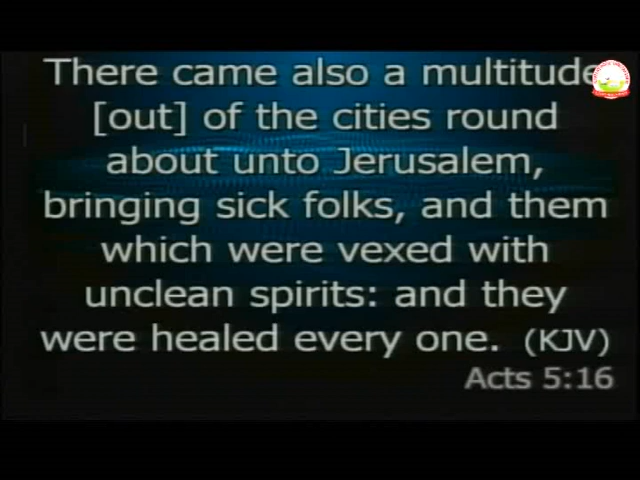 There came also a multitude
[out] of the cities round
about unto Jerusalem,
bringing sick folks, and them
which were vexed with
unclean spirits: and they
were healed every one. (KJV)
Acts 5:16